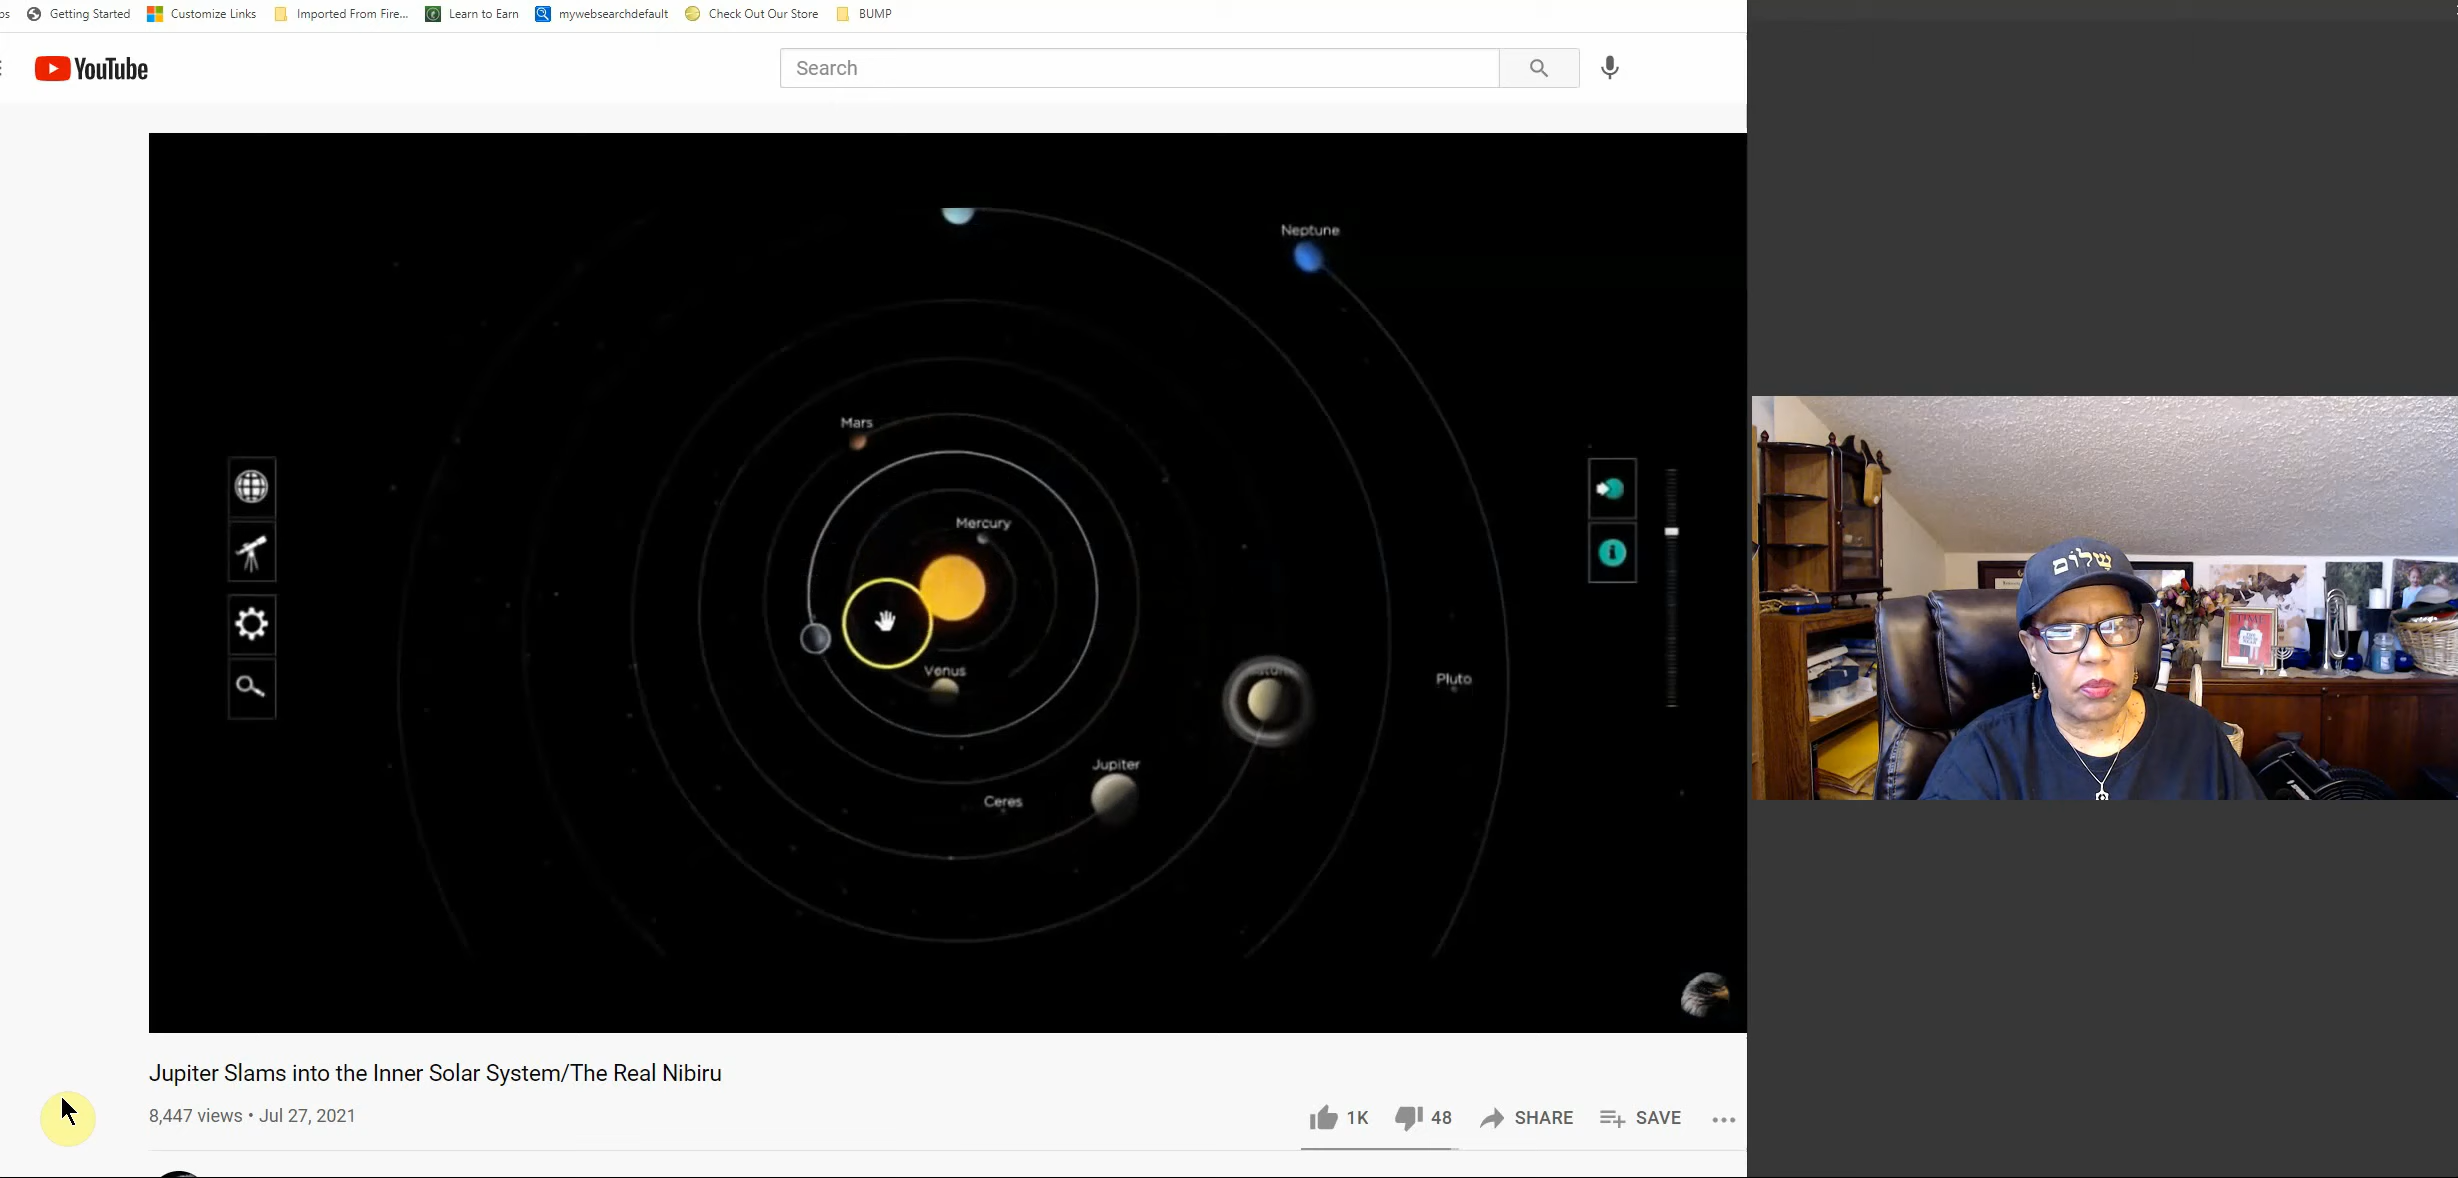 Getting Started Customize Links Imported From Fire... Learn to Earn mywebsearchdefault Check Out Our Store BUMP
YouTube
Search
Neptune
Mars
Mercury
Venus
Pluto
Jupiter
Ceres
שָׁלוֹם
TIME
Jupiter Slams into the Inner Solar System/The Real Nibiru
8,447 views • Jul 27, 2021
1K 48 SHARE SAVE